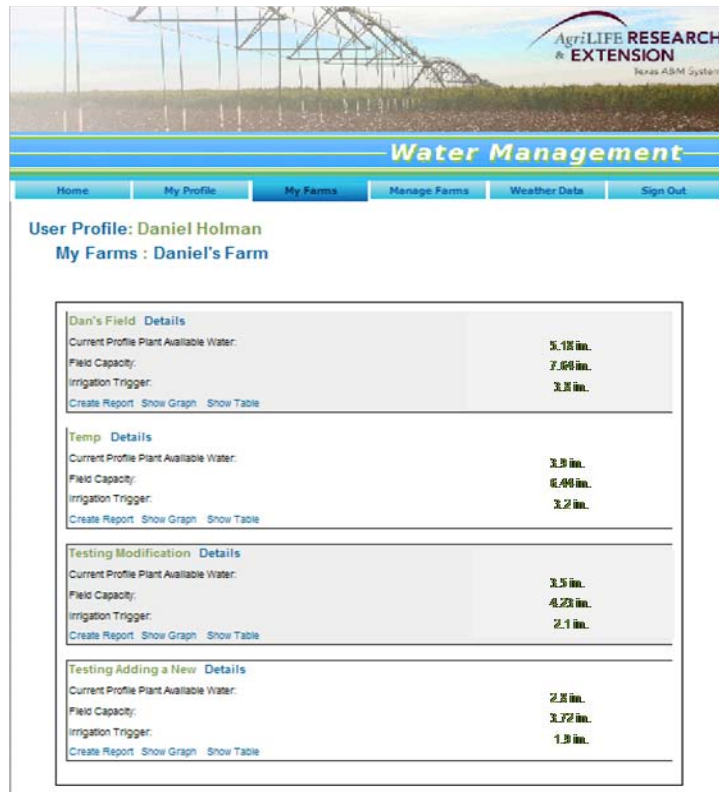 AgriLIFE RESEARCH
& EXTENSION
Texas A&M System
Water Management
Home My Profile My Farms Manage Farms Weather Data Sign Out
User Profile: Daniel Holman
My Farms : Daniel's Farm
Dan's Field Details
Current Profile Plant Available Water: 5.18 in.
Field Capacity: 7.64 in.
Irrigation Trigger: 3.8 in.
Create Report Show Graph Show Table
Temp Details
Current Profile Plant Available Water: 3.9 in.
Field Capacity: 6.44 in.
Irrigation Trigger: 3.2 in.
Create Report Show Graph Show Table
Testing Modification Details
Current Profile Plant Available Water: 3.5 in.
Field Capacity: 4.23 in.
Irrigation Trigger: 2.1 in.
Create Report Show Graph Show Table
Testing Adding a New Details
Current Profile Plant Available Water: 2.8 in.
Field Capacity: 3.72 in.
Irrigation Trigger: 1.9 in.
Create Report Show Graph Show Table